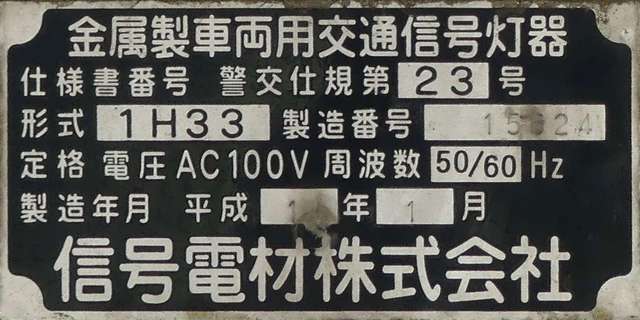 金属製車両用交通信号灯器
仕様書番号 警交仕規第 23 号
形式 1H33 製造番号
定格 電圧 AC100V 周波数 50/60 Hz
製造年月 平成 年 1 月
信号電材株式会社